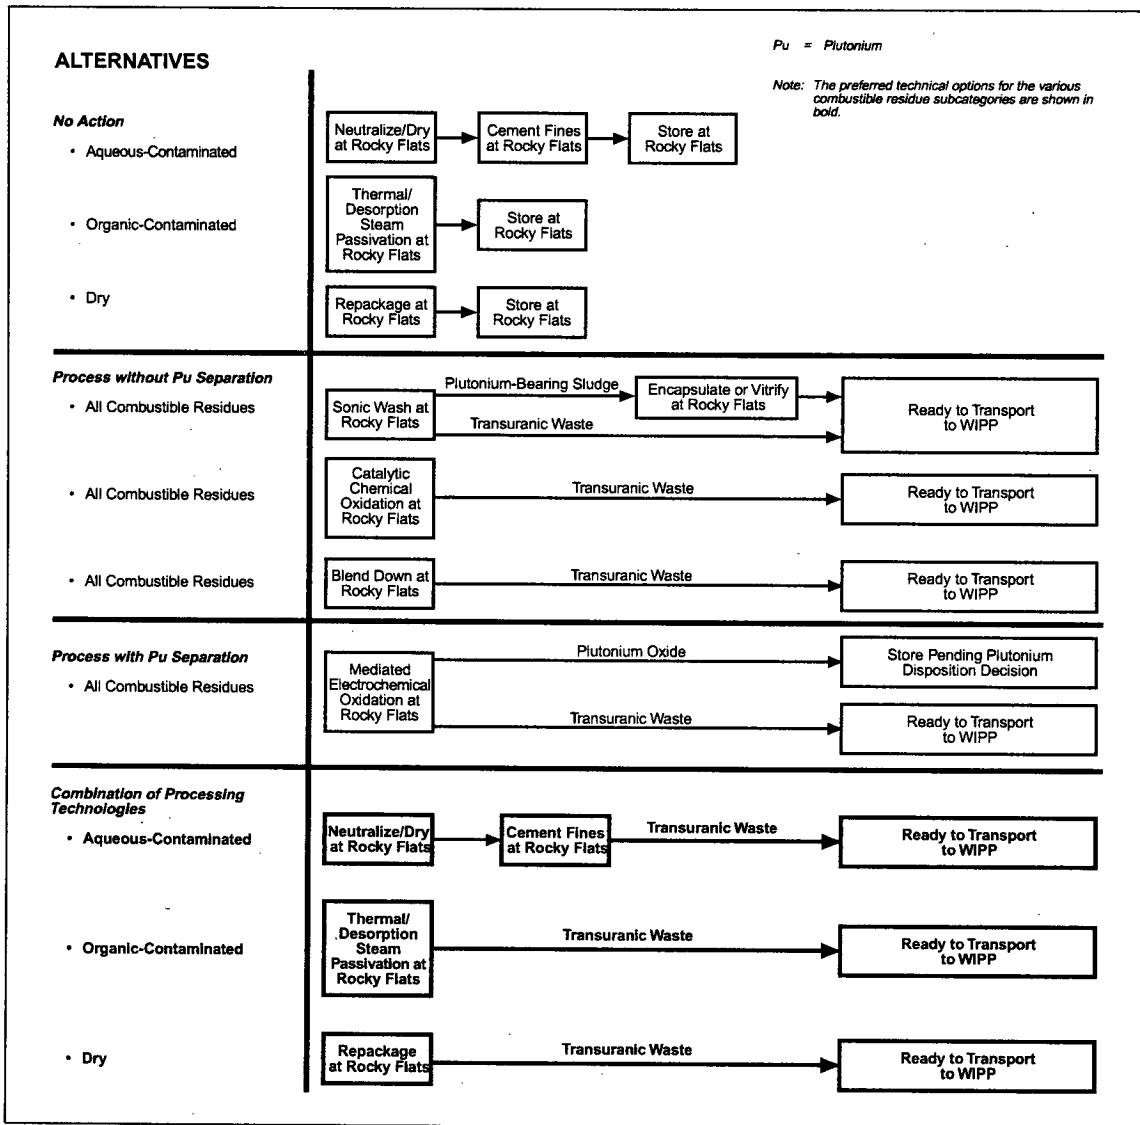 Pu = Plutonium
ALTERNATIVES
Note: The preferred technical options for the various
combustible residue subcategories are shown in
bold.
No Action
• Aqueous-Contaminated
Neutralize/Dry
at Rocky Flats
Cement Fines
at Rocky Flats
Store at
Rocky Flats
• Organic-Contaminated
Thermal/
Desorption
Steam
Passivation at
Rocky Flats
Store at
Rocky Flats
• Dry
Repackage at
Rocky Flats
Store at
Rocky Flats
Process without Pu Separation
• All Combustible Residues
Sonic Wash at
Rocky Flats
Plutonium-Bearing Sludge
Encapsulate or Vitrify
at Rocky Flats
Transuranic Waste
Ready to Transport
to WIPP
• All Combustible Residues
Catalytic
Chemical
Oxidation at
Rocky Flats
Transuranic Waste
Ready to Transport
to WIPP
• All Combustible Residues
Blend Down at
Rocky Flats
Transuranic Waste
Ready to Transport
to WIPP
Process with Pu Separation
• All Combustible Residues
Mediated
Electrochemical
Oxidation at
Rocky Flats
Plutonium Oxide
Store Pending Plutonium
Disposition Decision
Transuranic Waste
Ready to Transport
to WIPP
Combination of Processing
Technologies
• Aqueous-Contaminated
Neutralize/Dry
at Rocky Flats
Cement Fines
at Rocky Flats
Transuranic Waste
Ready to Transport
to WIPP
• Organic-Contaminated
Thermal/
Desorption
Steam
Passivation at
Rocky Flats
Transuranic Waste
Ready to Transport
to WIPP
• Dry
Repackage
at Rocky Flats
Transuranic Waste
Ready to Transport
to WIPP